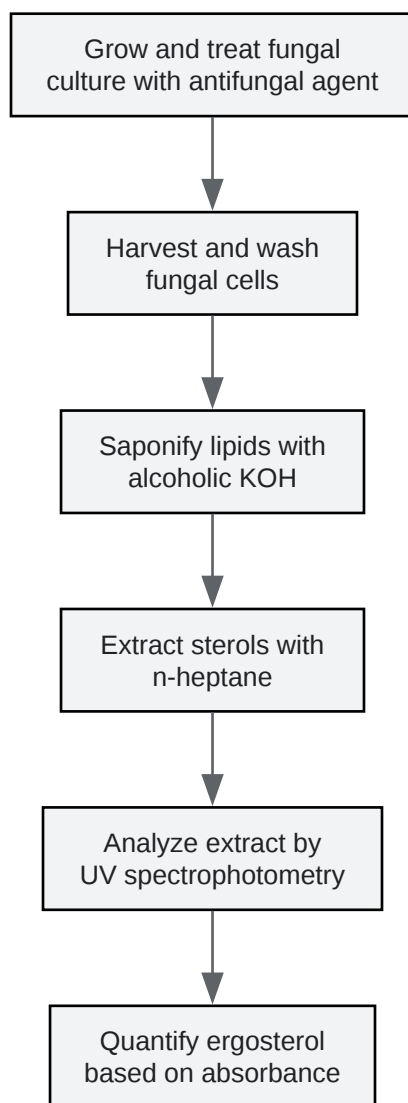 Grow and treat fungal
culture with antifungal agent
Harvest and wash
fungal cells
Saponify lipids with
alcoholic KOH
Extract sterols with
n-heptane
Analyze extract by
UV spectrophotometry
Quantify ergosterol
based on absorbance